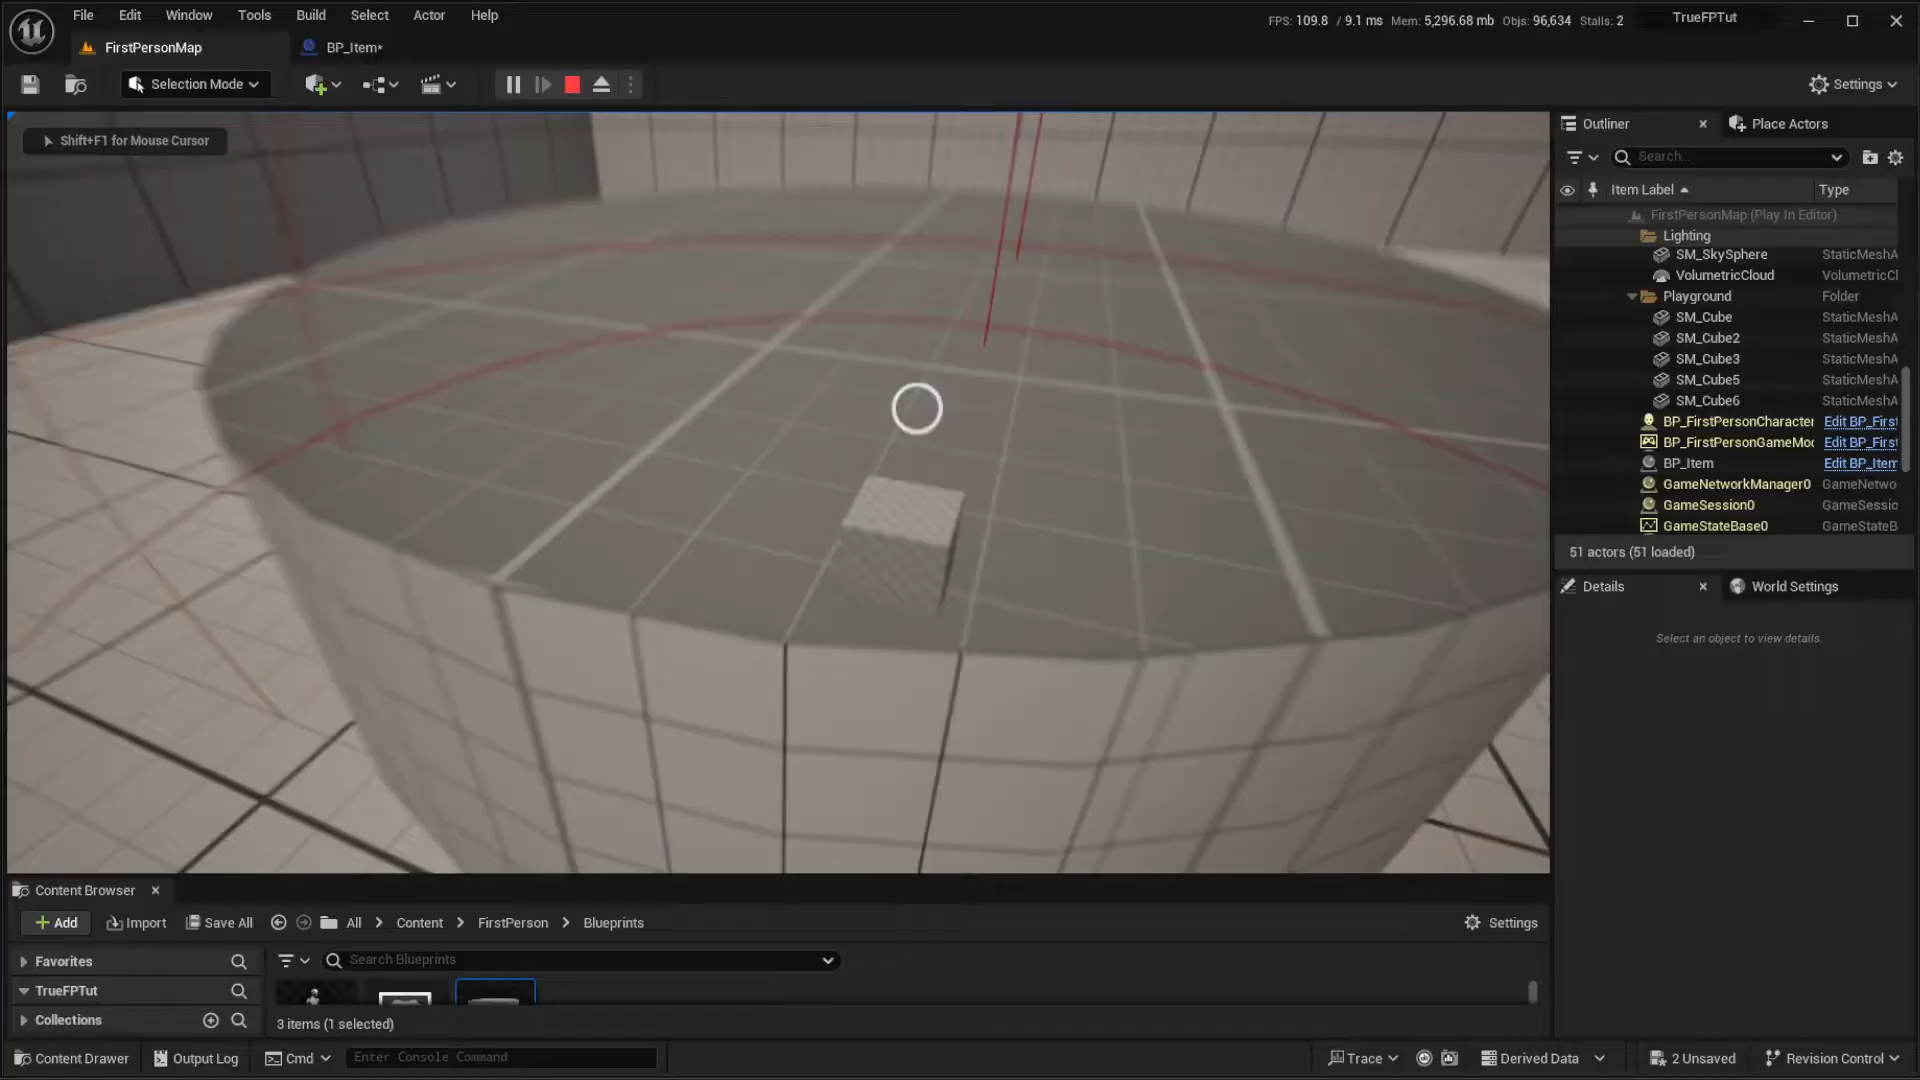 File Edit Window Tools Build Select Actor Help
FPS: 109.8 / 9.1 ms Mem: 5,296.68 mb Objs: 96,634 Stalls: 2
TrueFPTut
FirstPersonMap
BP_Item*
Selection Mode
Settings
Shift+F1 for Mouse Cursor
Outliner
Place Actors
Search...
Item Label
Type
FirstPersonMap (Play In Editor)
Lighting
SM_SkySphere StaticMeshA
VolumetricCloud VolumetricCl
Playground Folder
SM_Cube StaticMeshA
SM_Cube2 StaticMeshA
SM_Cube3 StaticMeshA
SM_Cube5 StaticMeshA
SM_Cube6 StaticMeshA
BP_FirstPersonCharacter Edit BP_First
BP_FirstPersonGameMoc Edit BP_First
BP_Item Edit BP_Item
GameNetworkManager0 GameNetwo
GameSession0 GameSessio
GameStateBase0 GameStateB
51 actors (51 loaded)
Details
World Settings
Select an object to view details.
Content Browser
Add Import Save All All > Content > FirstPerson > Blueprints
Settings
Favorites
Search Blueprints
TrueFPTut
Collections
3 items (1 selected)
Content Drawer Output Log Cmd Enter Console Command
Trace Derived Data 2 Unsaved Revision Control